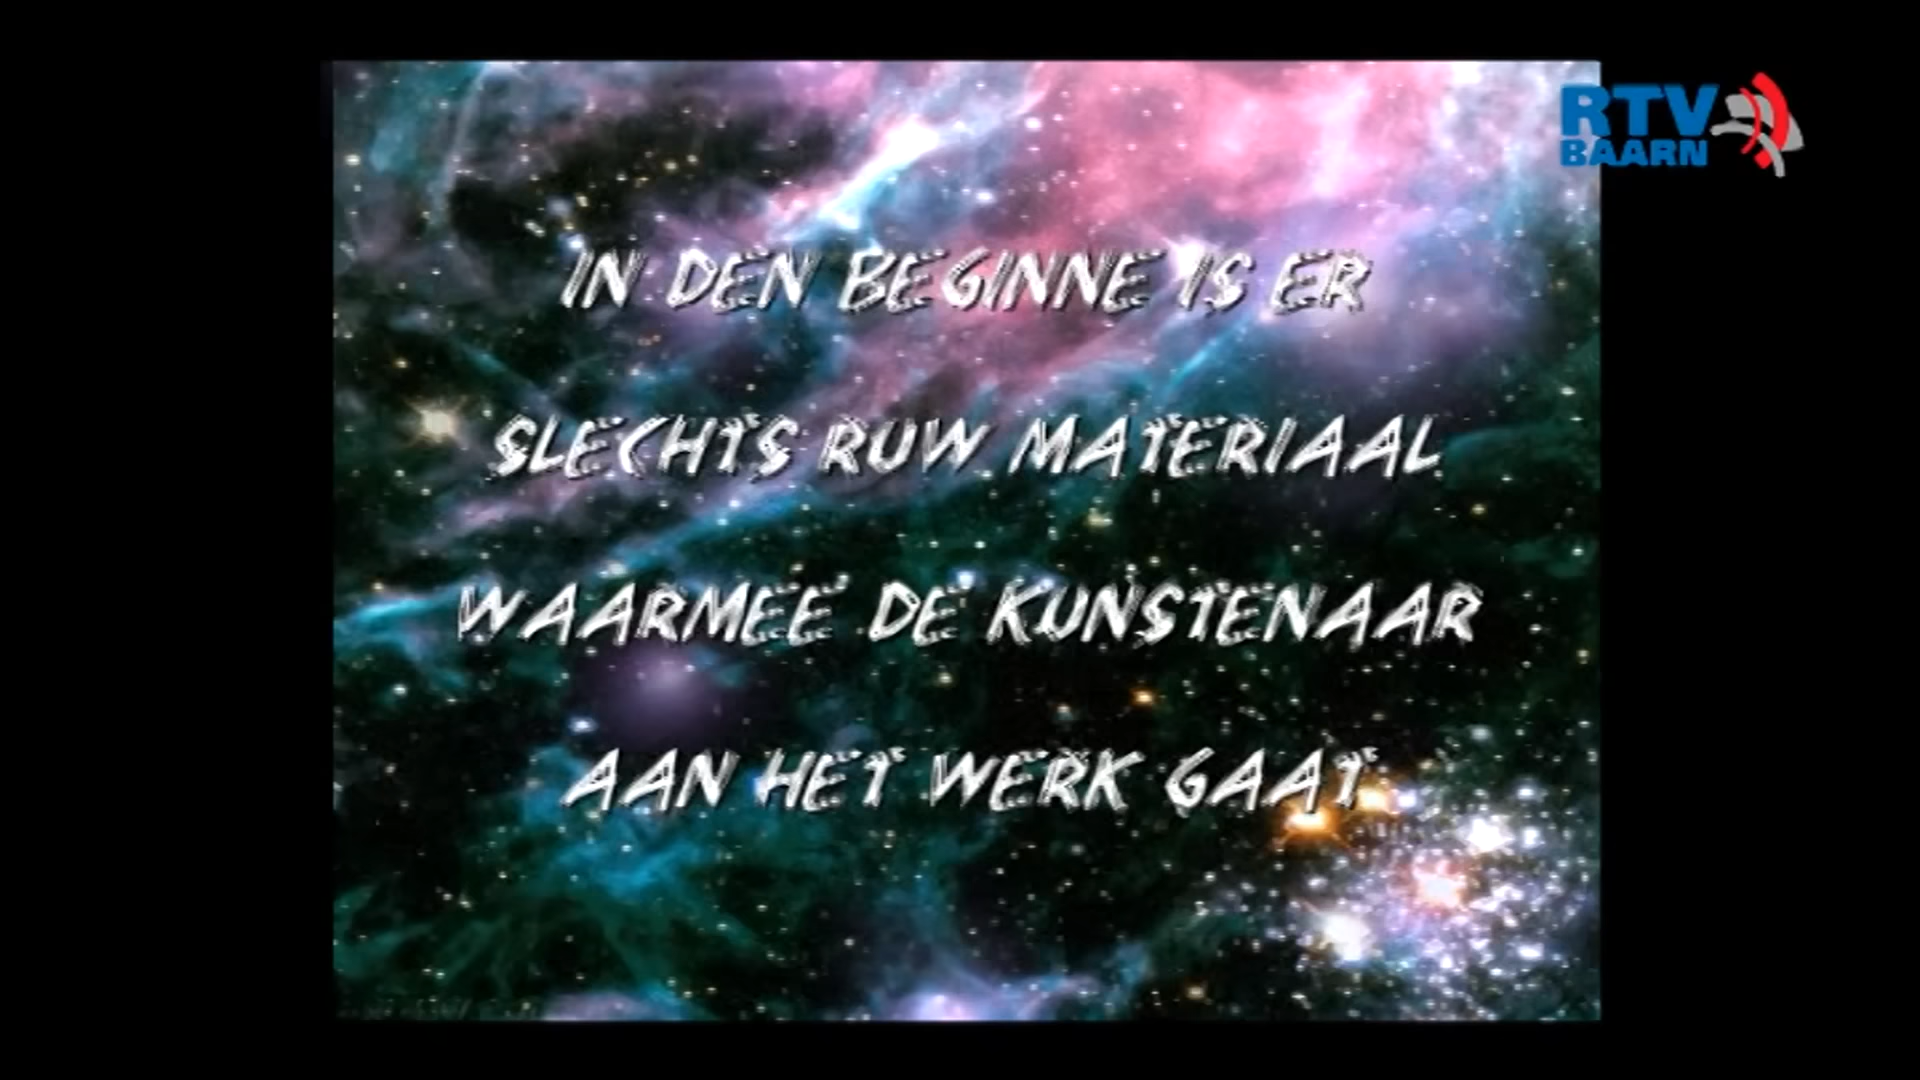 RTV
BAARN
IN DEN BEGINNE IS ER
SLECHTS RUW MATERIAAL
WAARMEE DE KUNSTENAAR
AAN HET WERK GAAT